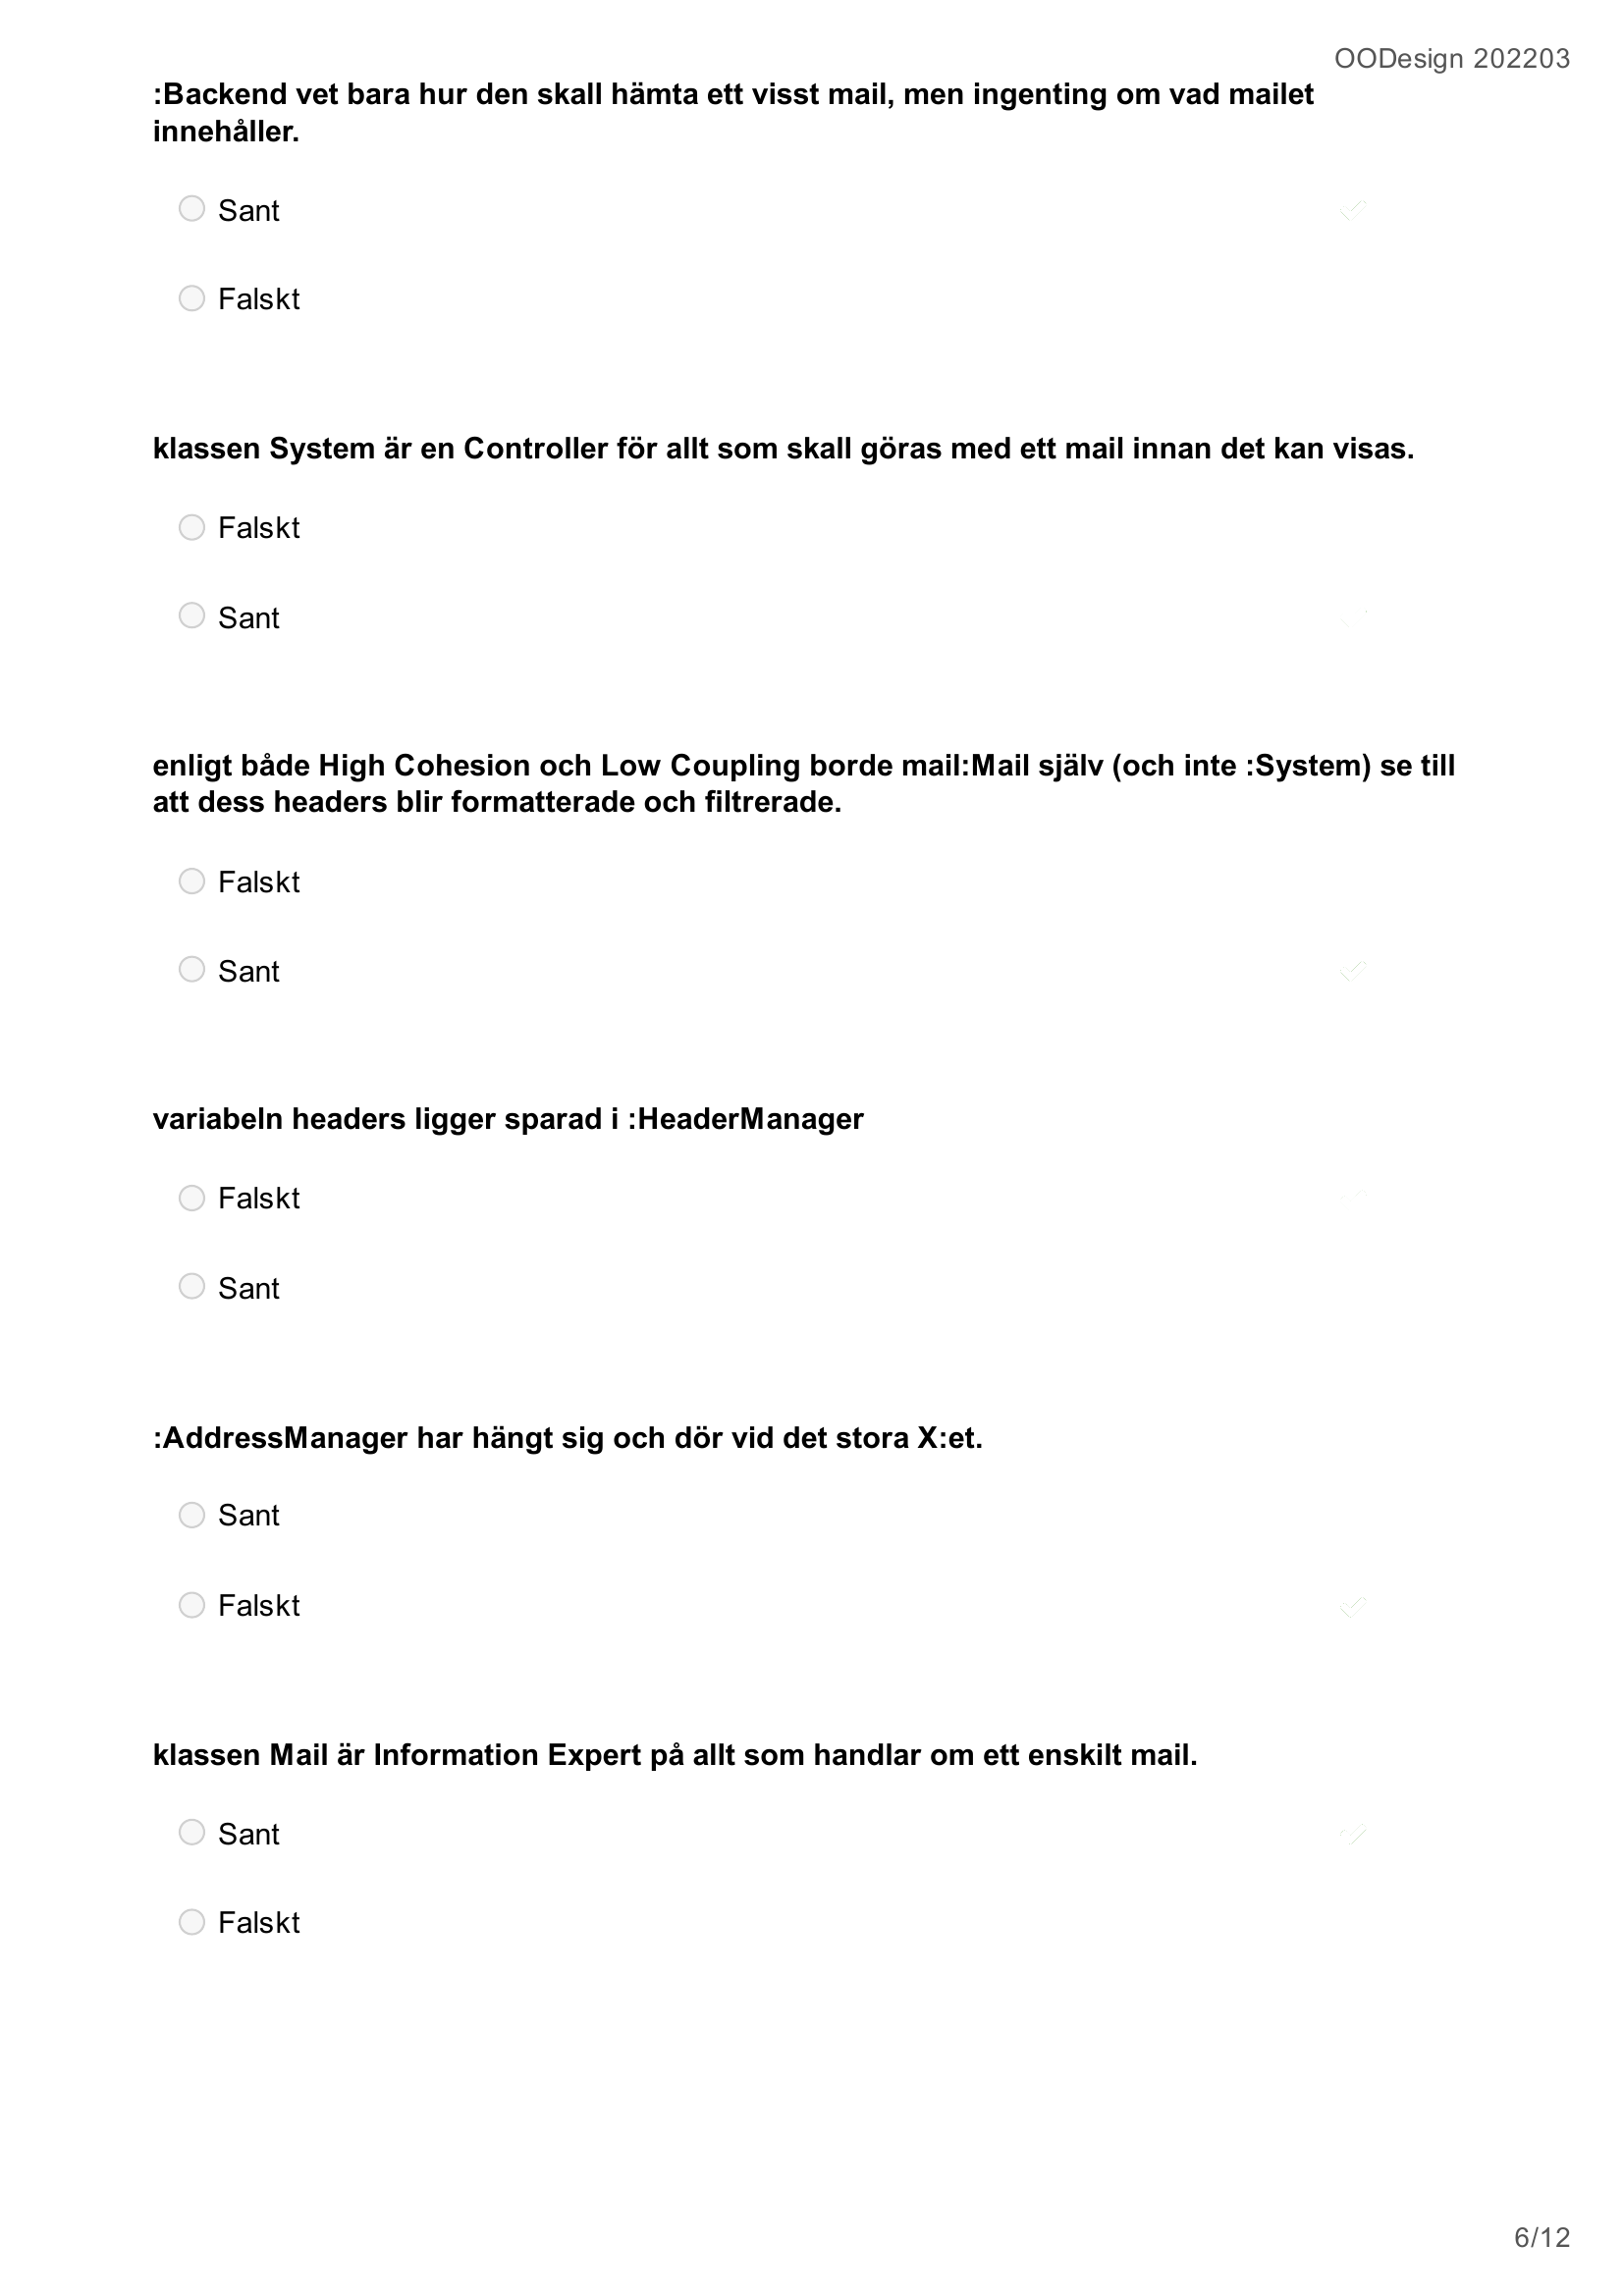 OODesign 202203
:Backend vet bara hur den skall hämta ett visst mail, men ingenting om vad mailet
innehåller.
Sant
Falskt
klassen System är en Controller för allt som skall göras med ett mail innan det kan visas.
Falskt
Sant
enligt både High Cohesion och Low Coupling borde mail:Mail själv (och inte :System) se till
att dess headers blir formatterade och filtrerade.
Falskt
Sant
variabeln headers ligger sparad i :HeaderManager
Falskt
Sant
:AddressManager har hängt sig och dör vid det stora X:et.
Sant
Falskt
klassen Mail är Information Expert på allt som handlar om ett enskilt mail.
Sant
Falskt
6/12